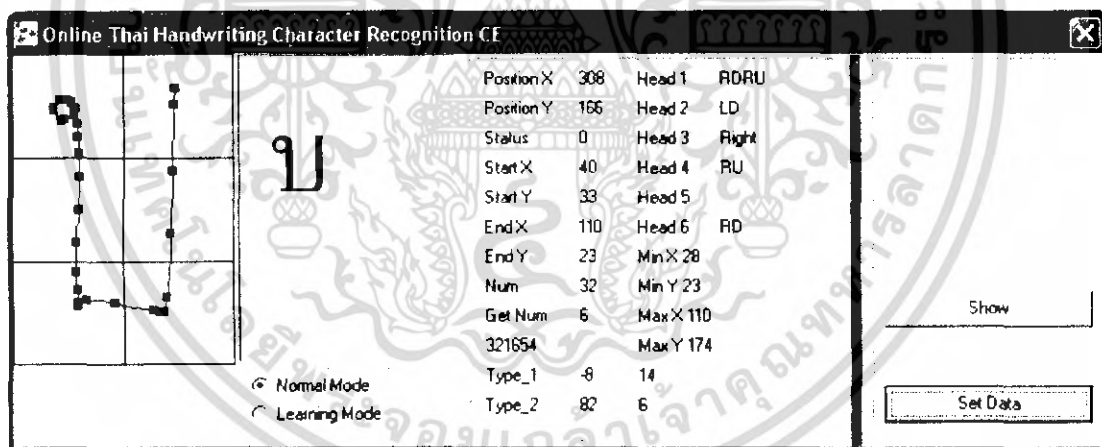 Online Thai Handwriting Character Recognition CE
บ
Position X 308 Head 1 RDRU
Position Y 166 Head 2 LD
Status 0 Head 3 Right
Start X 40 Head 4 RU
Start Y 33 Head 5
End X 110 Head 6 RD
End Y 23 Min X 28
Num 32 Min Y 23
Get Num 6 Max X 110
321654 Max Y 174
Type_1 -8 14
Type_2 82 6
Normal Mode
Learning Mode
Show
Set Data